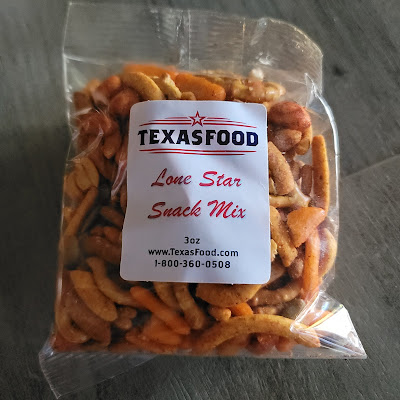 TEXASFOOD
Lone Star
Snack Mix
3oz
www.TexasFood.com
1-800-360-0508